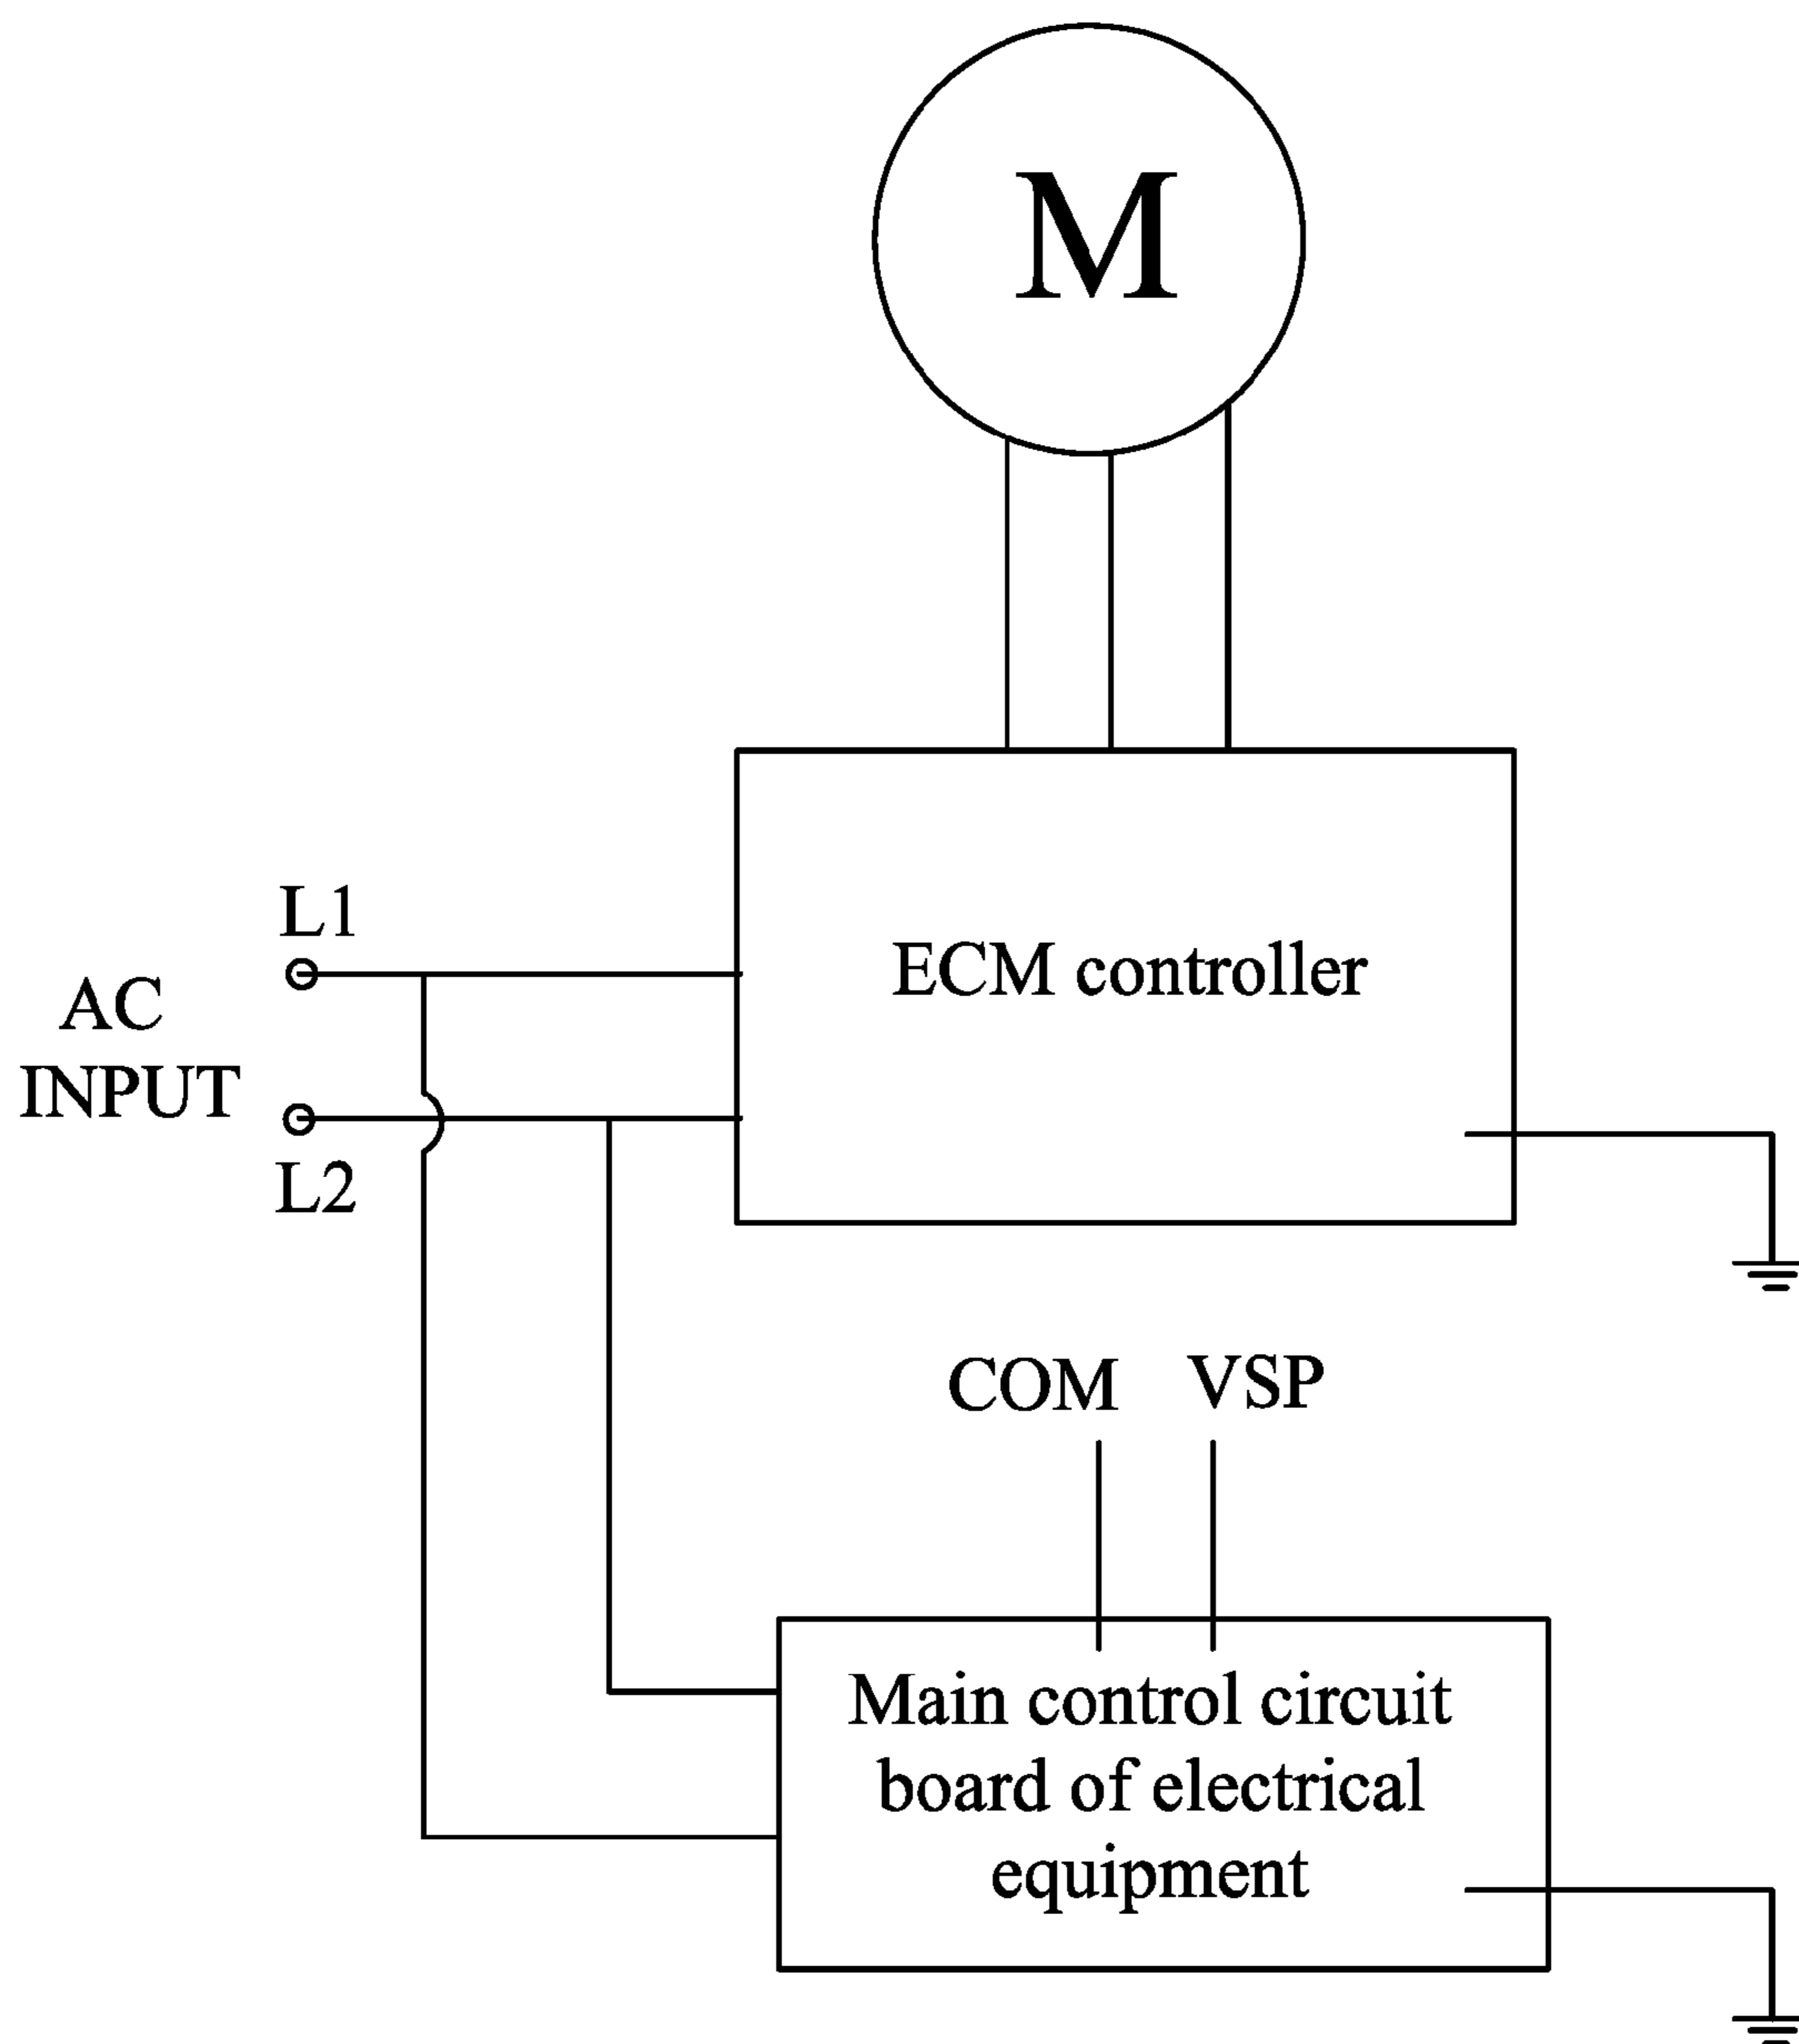 M
L1
ECM controller
AC
INPUT
L2
COM VSP
Main control circuit
board of electrical
equipment